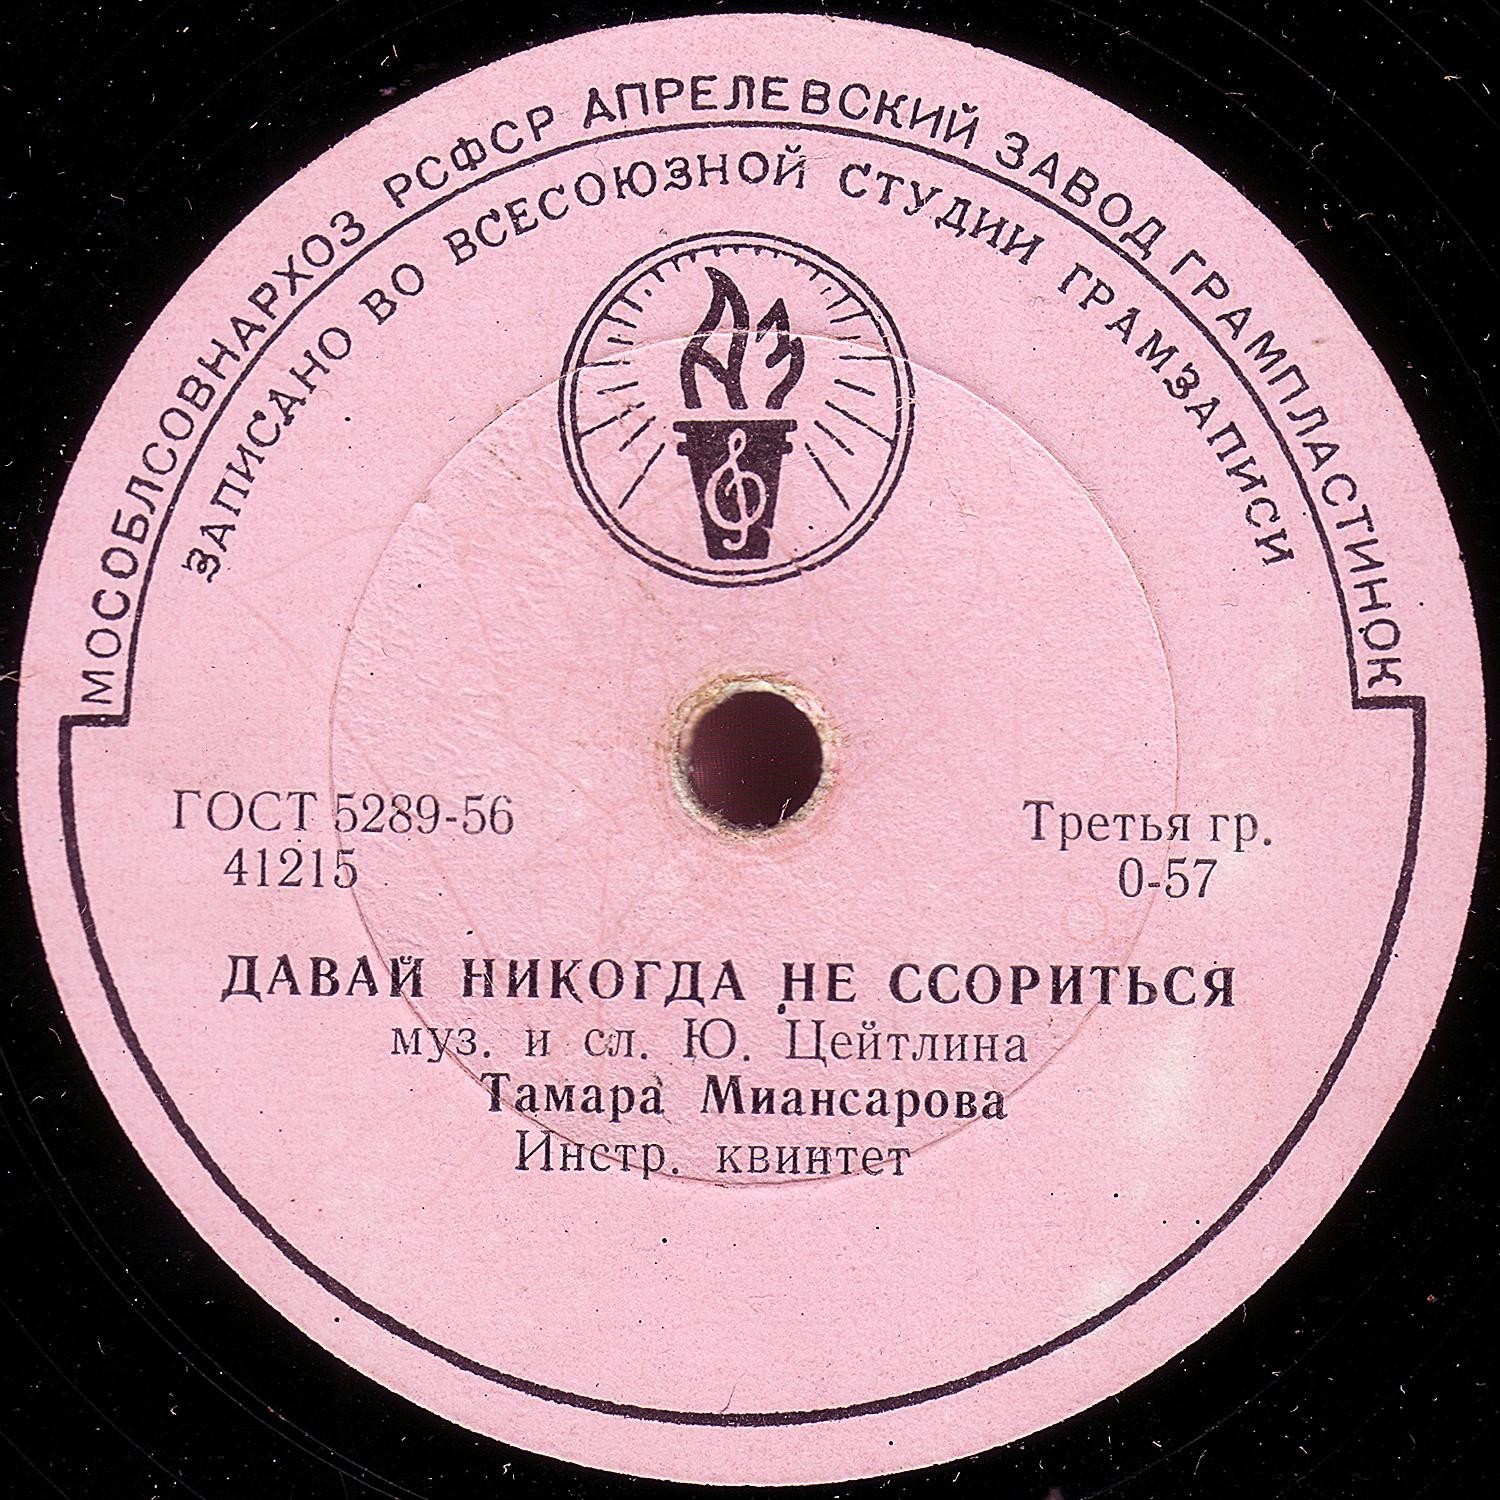 МОСОБЛСОВНАРХОЗ РСФСР АПРЕЛЕВСКИЙ ЗАВОД ГРАМПЛАСТИНОК
ЗАПИСАНО ВО ВСЕСОЮЗНОЙ СТУДИИ ГРАМЗАПИСИ
ГОСТ 5289-56
41215
Третья гр.
0-57
ДАВАЙ НИКОГДА НЕ ССОРИТЬСЯ
муз. и сл. Ю. Цейтлина
Тамара Миансарова
Инстр. квинтет